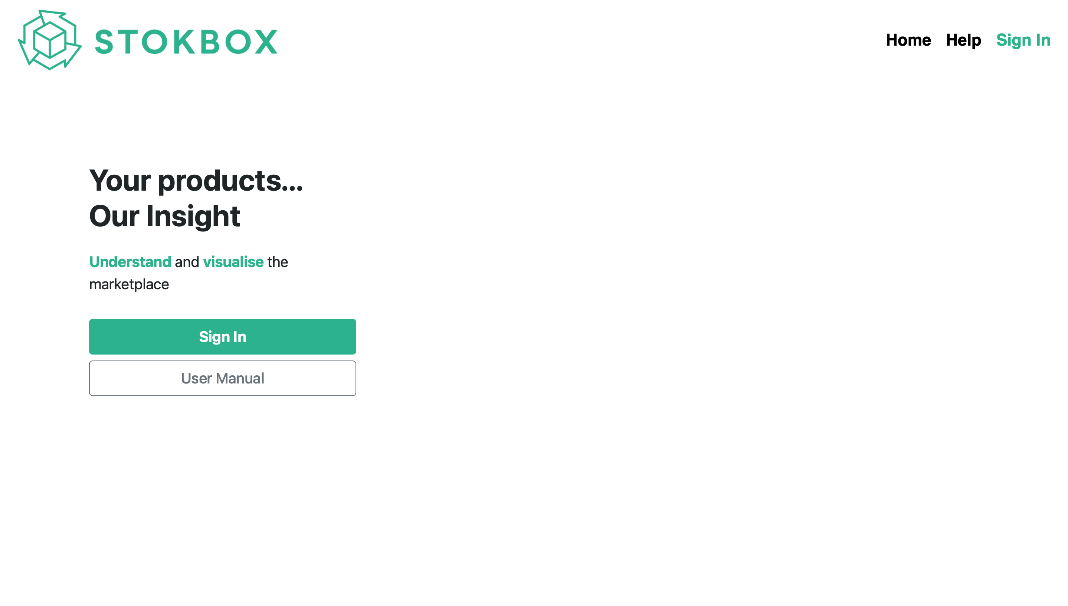 STOKBOX
Home Help Sign In
Your products...
Our Insight
Understand and visualise the
marketplace
Sign In
User Manual